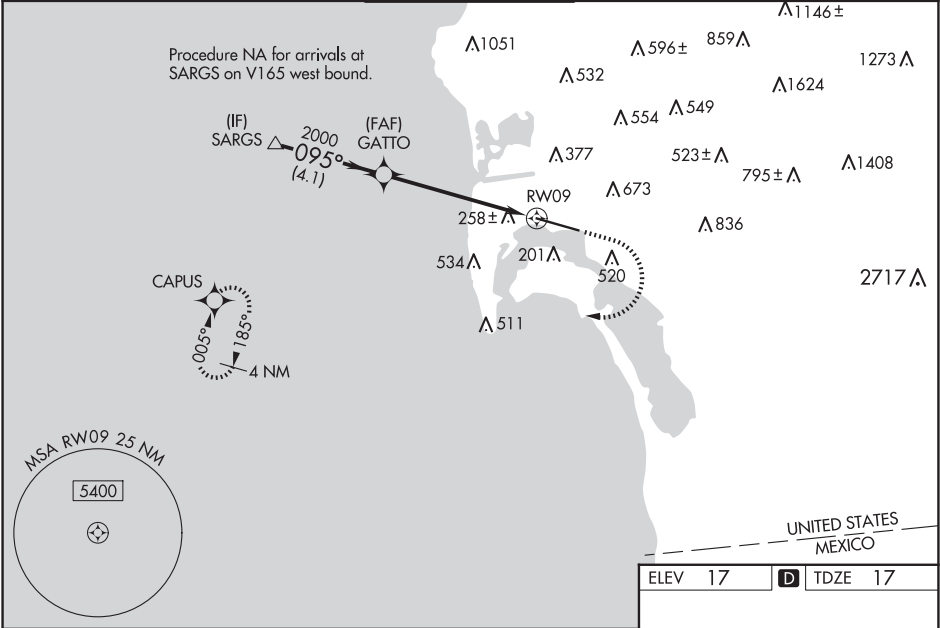 1146±
1051
596±
859
1273
Procedure NA for arrivals at
SARGS on V165 west bound.
532
1624
554
549
(IF)
SARGS
2000
095°
(4.1)
(FAF)
GATTO
377
523±
795±
1408
673
RW09
258±
836
534
201
520
2717
CAPUS
005°
185°
4 NM
511
MSA RW09 25 NM
5400
UNITED STATES
MEXICO
ELEV 17
D
TDZE 17